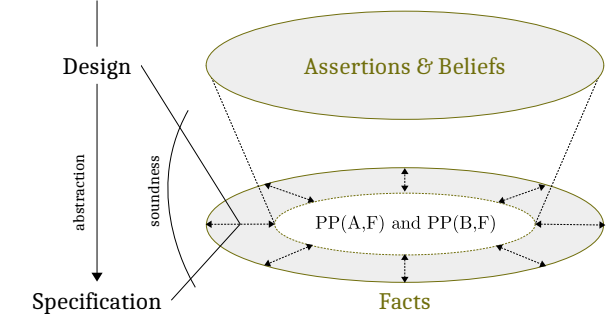 Design
Assertions & Beliefs
abstraction
soundness
PP(A,F) and PP(B,F)
Specification
Facts